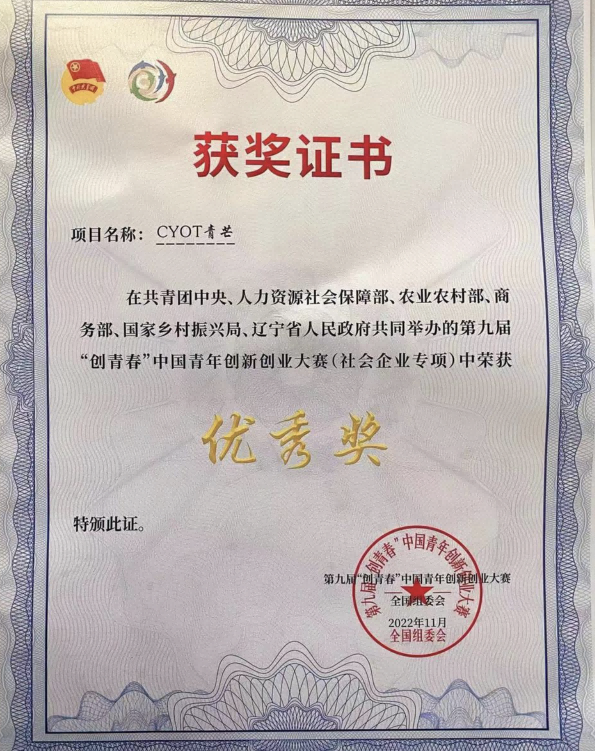 获奖证书
项目名称：CYOT青芒
在共青团中央、人力资源社会保障部、农业农村部、商
务部、国家乡村振兴局、辽宁省人民政府共同举办的第九届
“创青春”中国青年创新创业大赛（社会企业专项）中荣获
优秀奖
特颁此证。
第九届“创青春”中国青年创新创业大赛
全国组委会
2022年11月
第九届“创青春”中国青年创新创业大赛
全国组委会